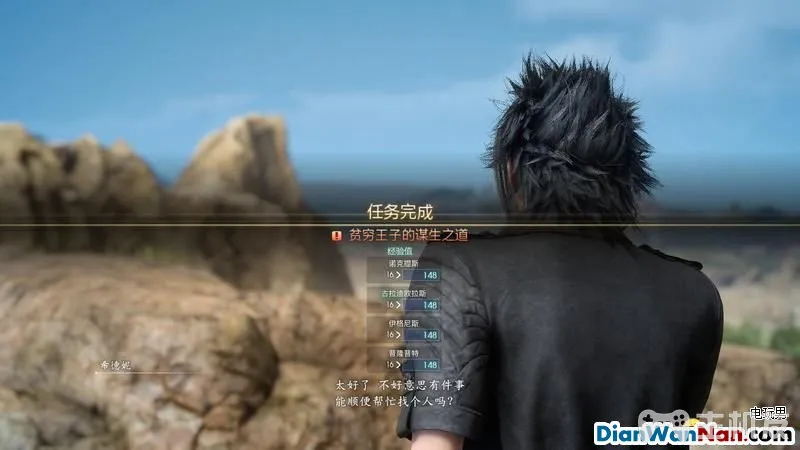 任务完成
贫穷王子的谋生之道
经验值
诺克提斯
16 148
古拉迪欧拉斯
16 148
伊格尼斯
16 148
普隆普特
16 148
希德妮
太好了 不好意思有件事
能顺便帮忙找个人吗?
电玩男
DianWanNan.com